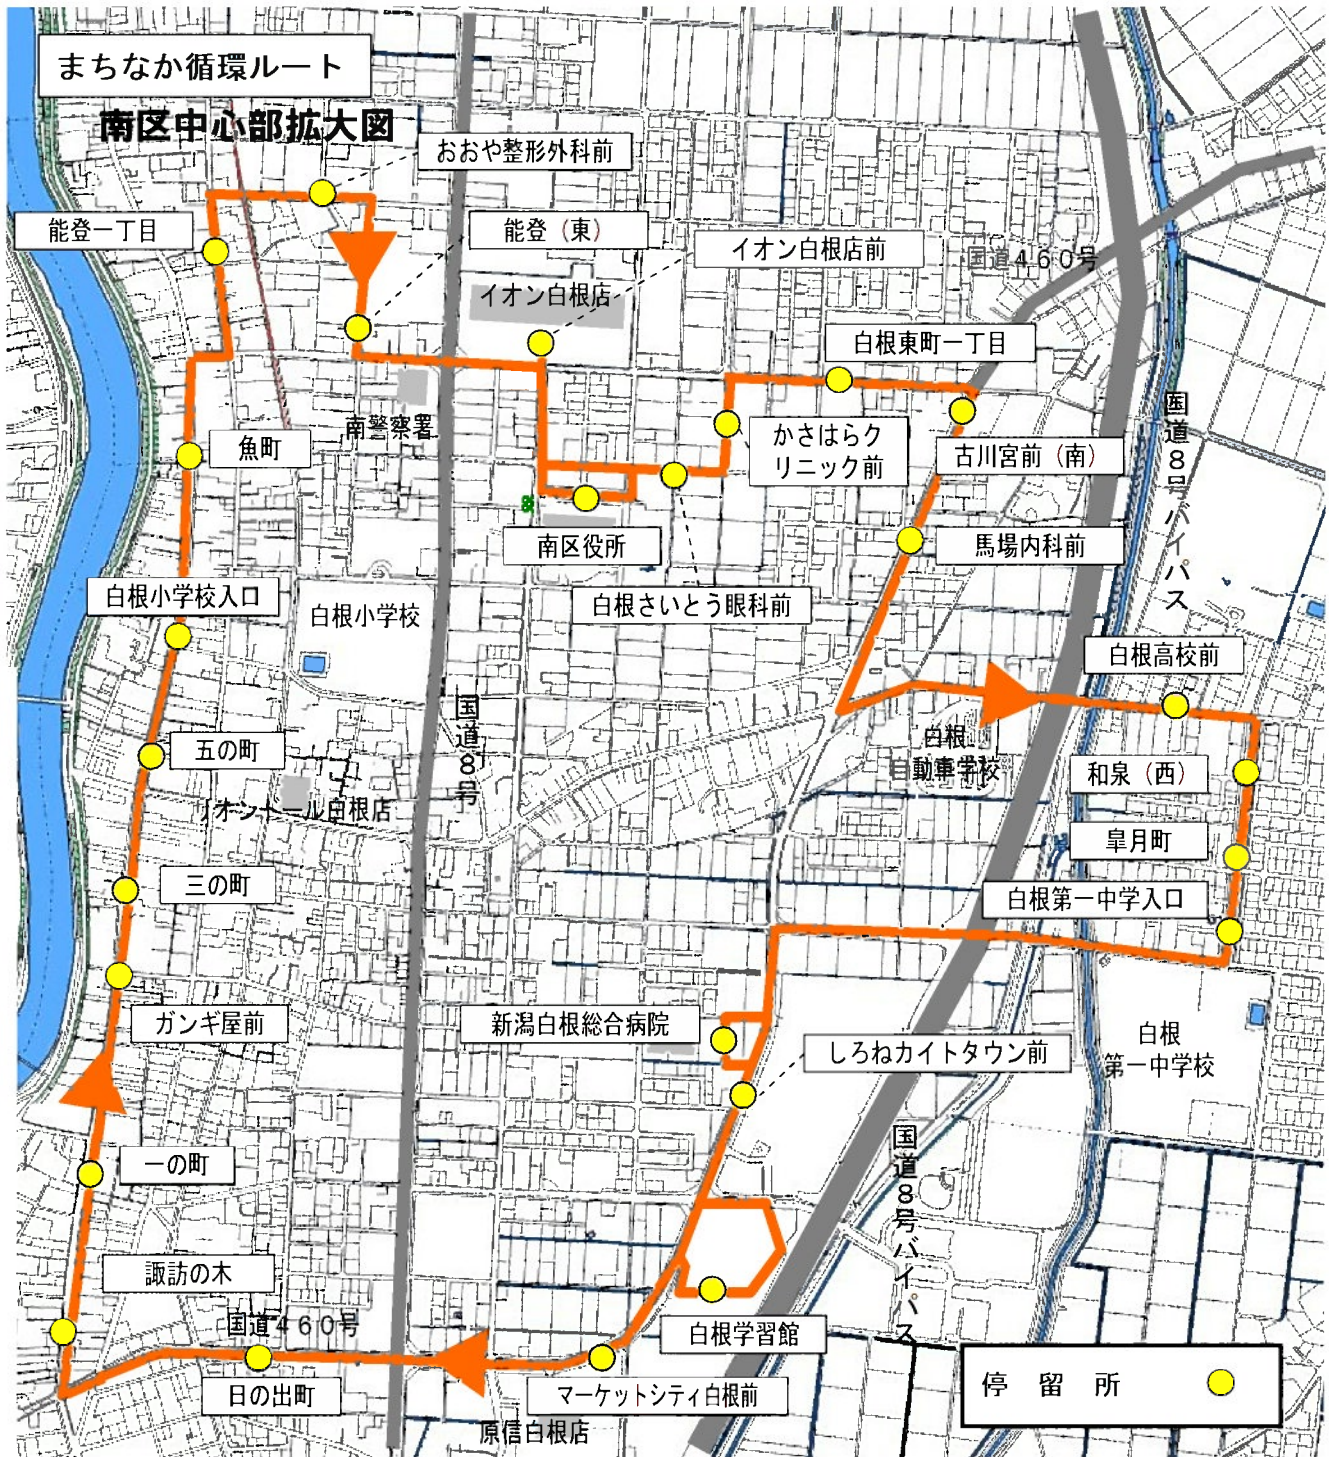 まちなか循環ルート
南区中心部拡大図
おおや整形外科前
能登一丁目
能登（東）
イオン白根店前
国道460号
イオン白根店
白根東町一丁目
国道8号バイパス
南警察署
魚町
かさはらク
リニック前
古川宮前（南）
南区役所
馬場内科前
白根小学校入口
白根小学校
白根さいとう眼科前
白根高校前
国道8号
五の町
白根
自動車学校
和泉（西）
イオンモール白根店
皐月町
三の町
白根第一中学入口
ガンギ屋前
新潟白根総合病院
しろねカイトタウン前
白根
第一中学校
一の町
国道8号バイパス
諏訪の木
国道460号
白根学習館
日の出町
マーケットシティ白根前
原信白根店
停留所